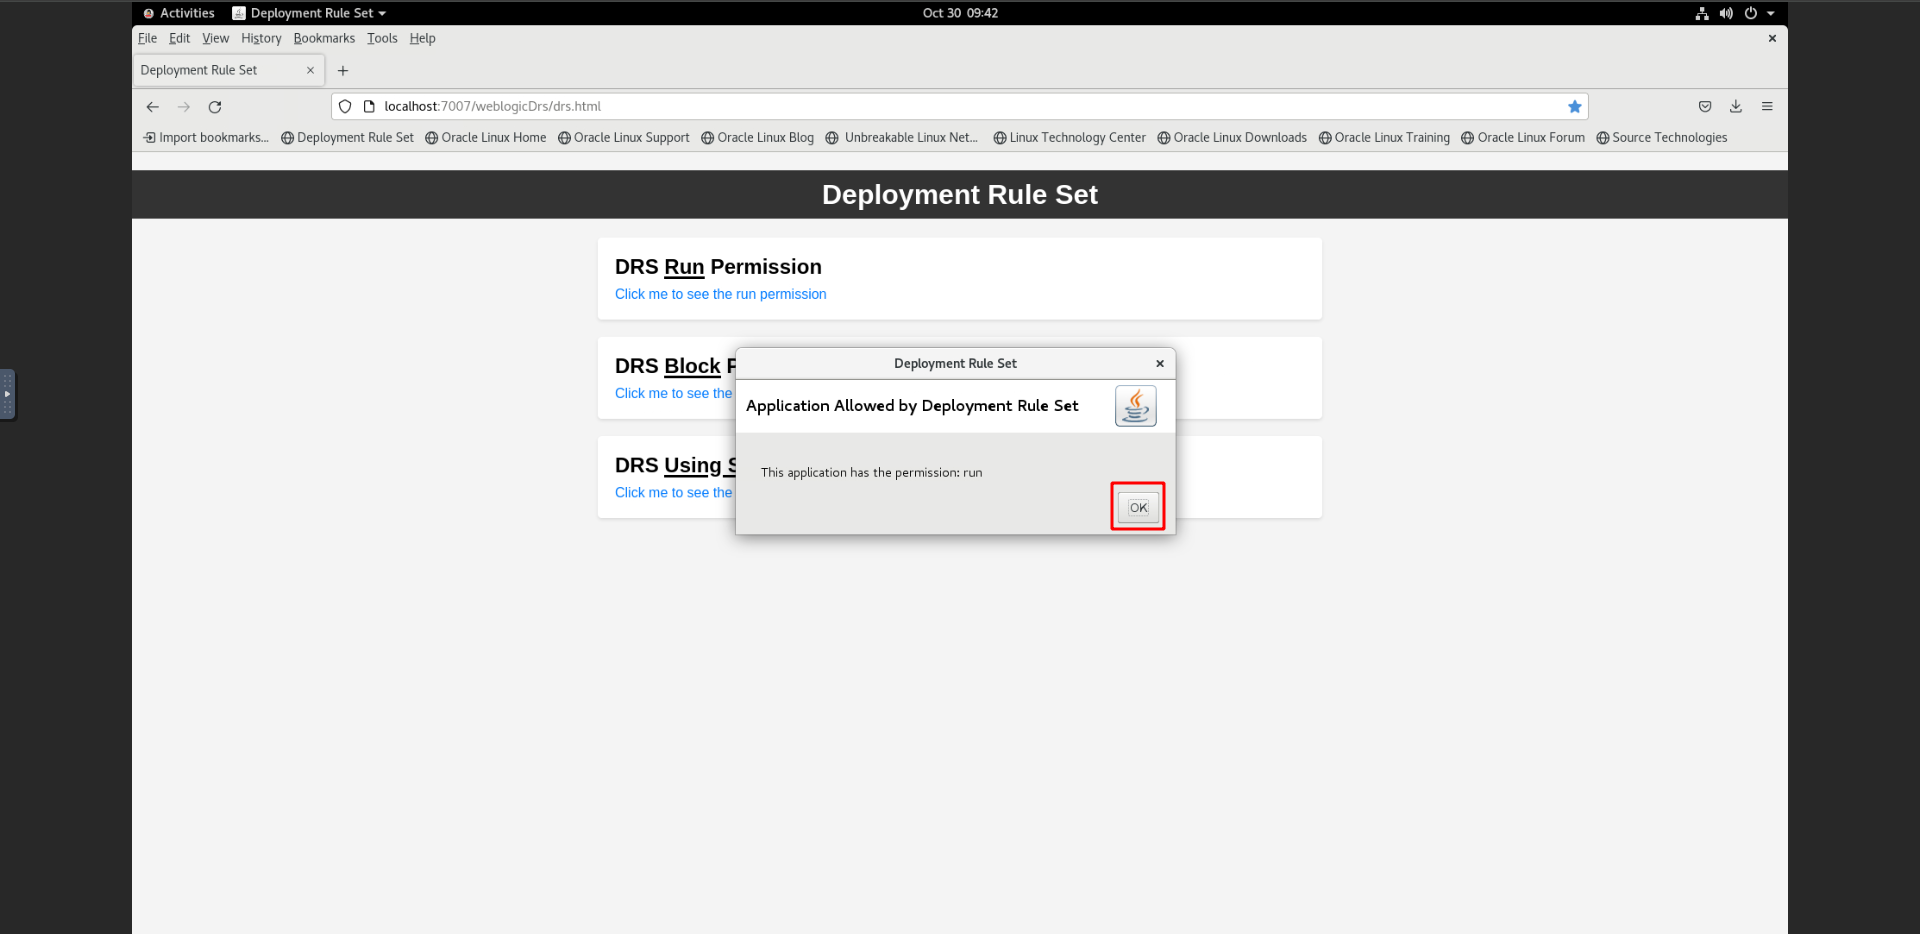 Activities Deployment Rule Set Oct 30 09:42
File Edit View History Bookmarks Tools Help
Deployment Rule Set
localhost:7007/weblogicDrs/drs.html
Import bookmarks... Deployment Rule Set Oracle Linux Home Oracle Linux Support Oracle Linux Blog Unbreakable Linux Net... Linux Technology Center Oracle Linux Downloads Oracle Linux Training Oracle Linux Forum Source Technologies
Deployment Rule Set
DRS Run Permission
Click me to see the run permission
DRS Block P
Click me to see the
DRS Using S
Click me to see the
Deployment Rule Set
Application Allowed by Deployment Rule Set
This application has the permission: run
OK